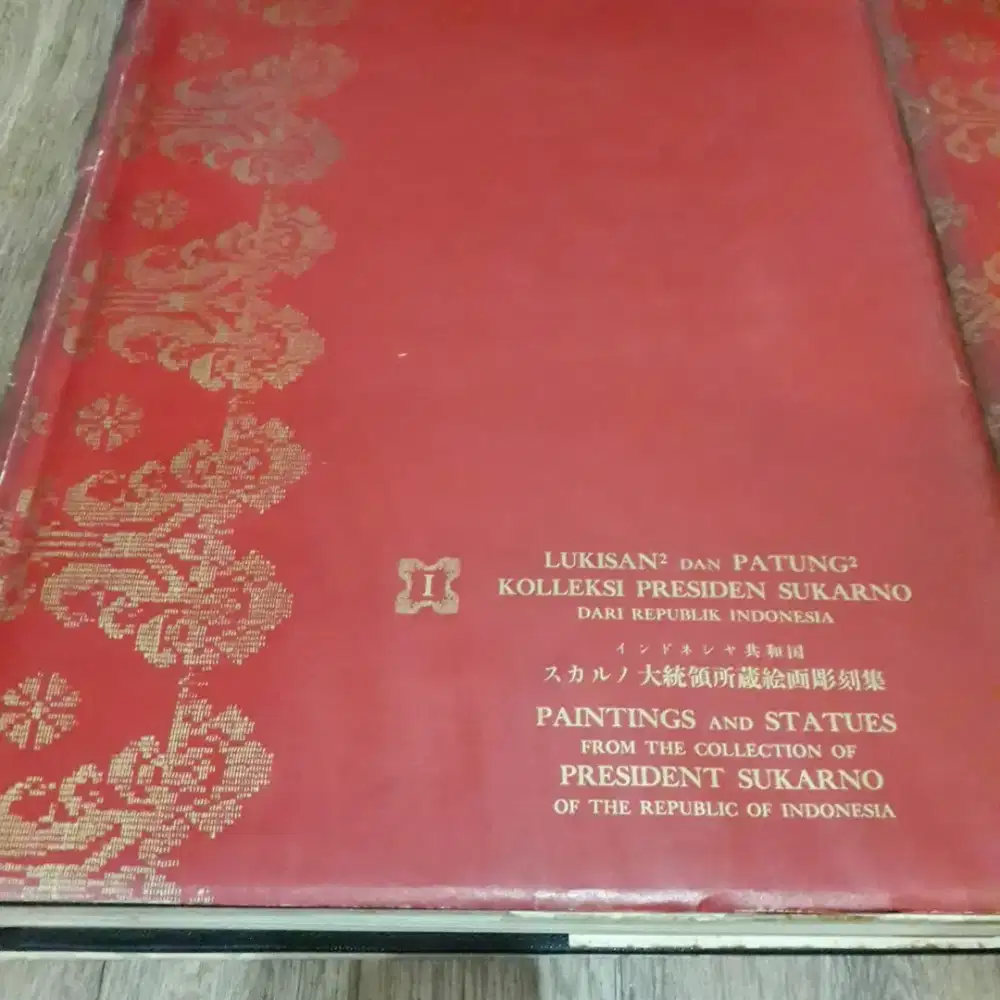 I
LUKISAN² DAN PATUNG²
KOLLEKSI PRESIDEN SUKARNO
DARI REPUBLIK INDONESIA
インドネシヤ共和国
スカルノ大統領所蔵絵画彫刻集
PAINTINGS AND STATUES
FROM THE COLLECTION OF
PRESIDENT SUKARNO
OF THE REPUBLIC OF INDONESIA